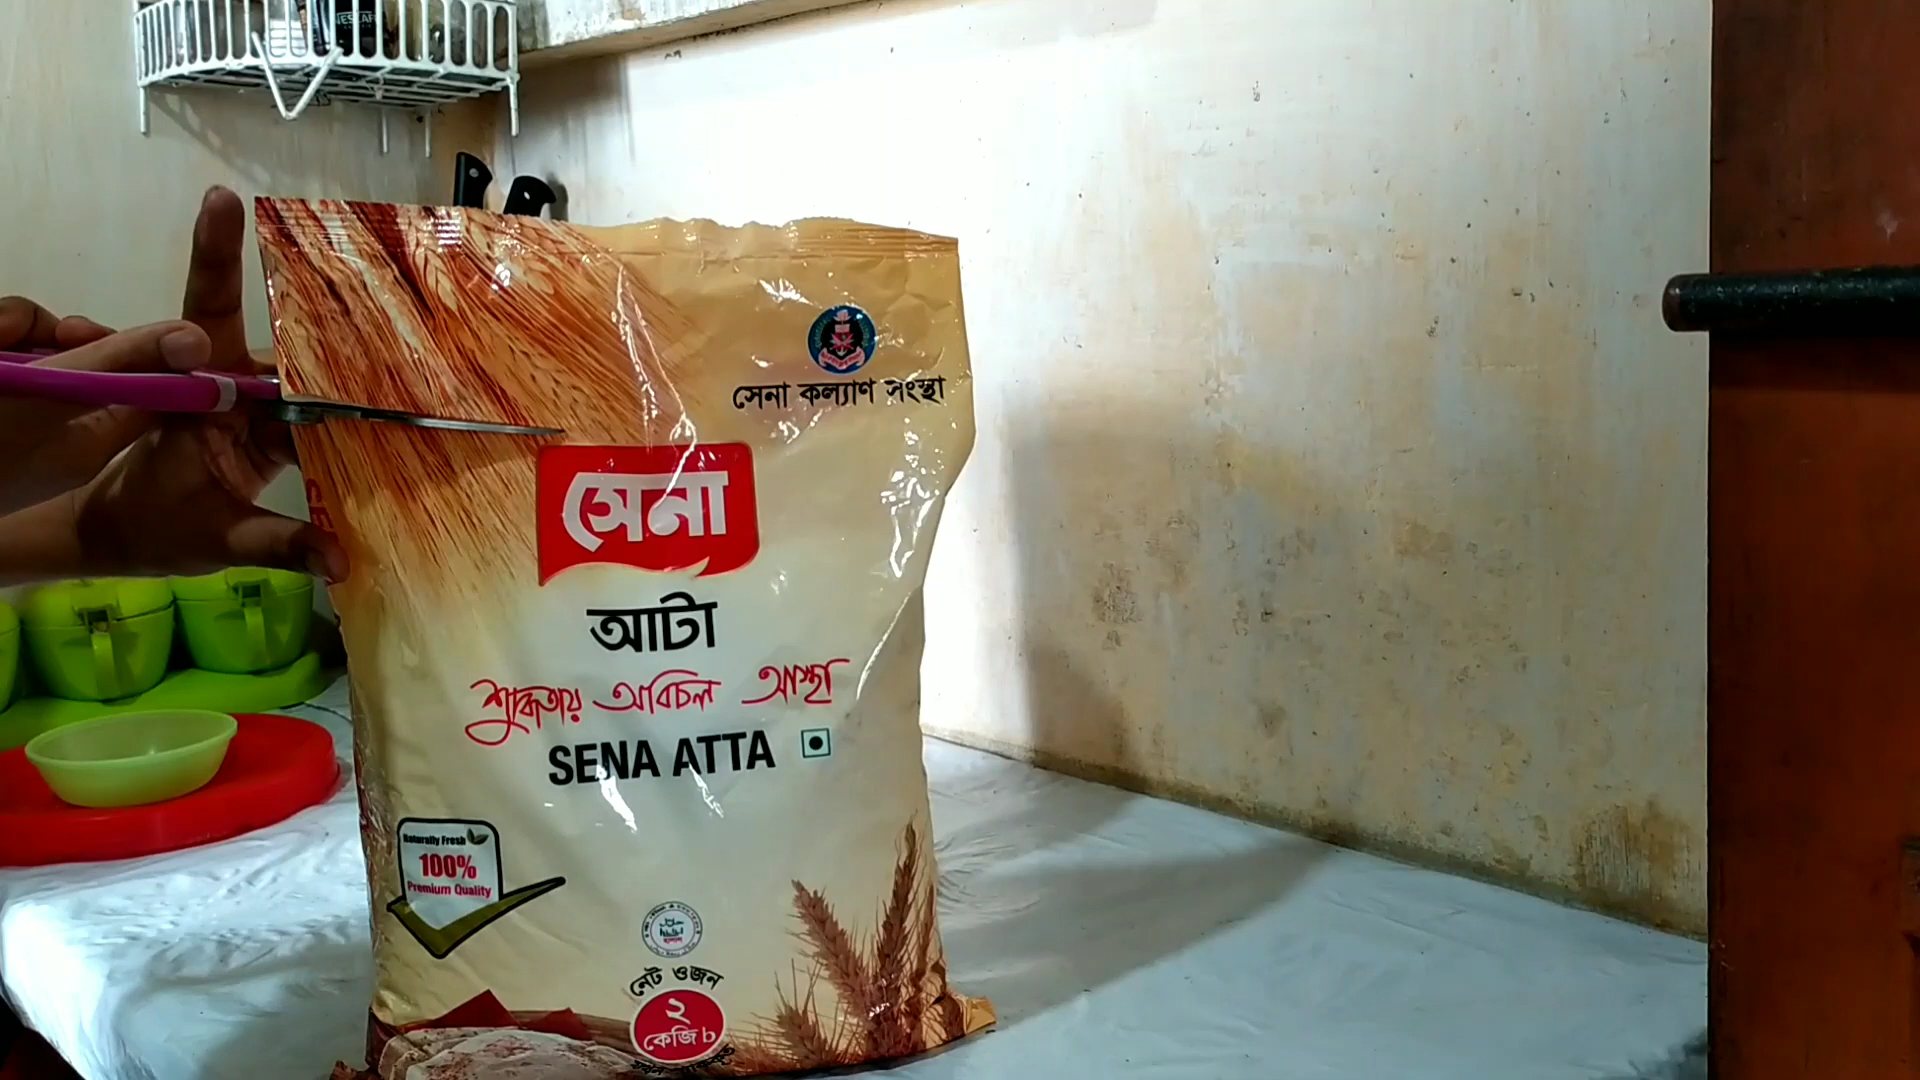 সেনা কল্যাণ সংস্থা
সেনা
আটা
শুদ্ধতায় অবিচল আস্থা
SENA ATTA
Naturally Fresh
100%
Premium Quality
হালাল
নেট ওজন
২
কেজি b